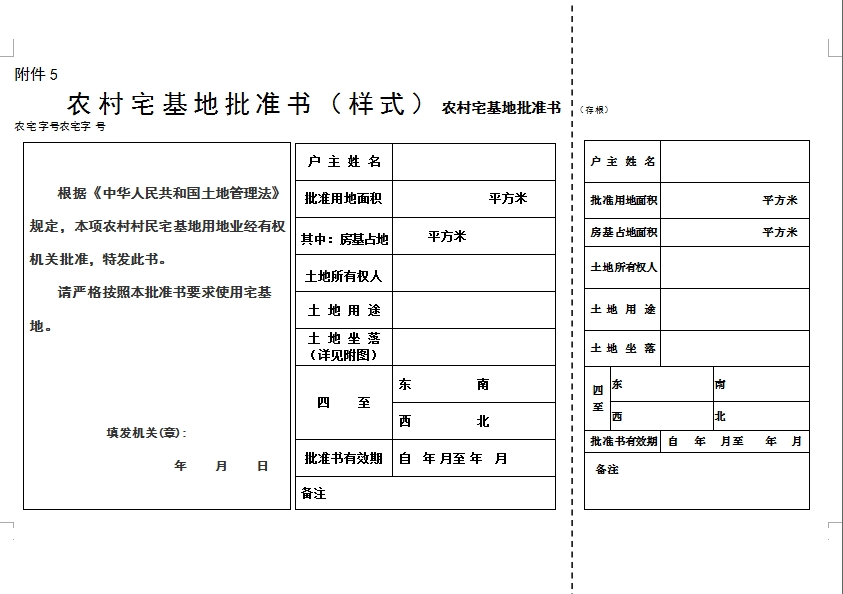 附件 5
农村宅基地批准书（样式）农村宅基地批准书（存根）
农宅字号农宅字 号
根据《中华人民共和国土地管理法》
规定，本项农村村民宅基地用地业经有权
机关批准，特发此书。
请严格按照本批准书要求使用宅基
地。
填发机关(章)：
年 月 日
户 主 姓 名
批准用地面积 平方米
其中：房基占地 平方米
土地所有权人
土 地 用 途
土 地 坐 落
（详见附图）
四 至
东 南
西 北
批准书有效期 自 年 月至 年 月
备注
户 主 姓 名
批准用地面积 平方米
房基占地面积 平方米
土地所有权人
土 地 用 途
土 地 坐 落
四
至
东 南
西 北
批准书有效期 自 年 月至 年 月
备注